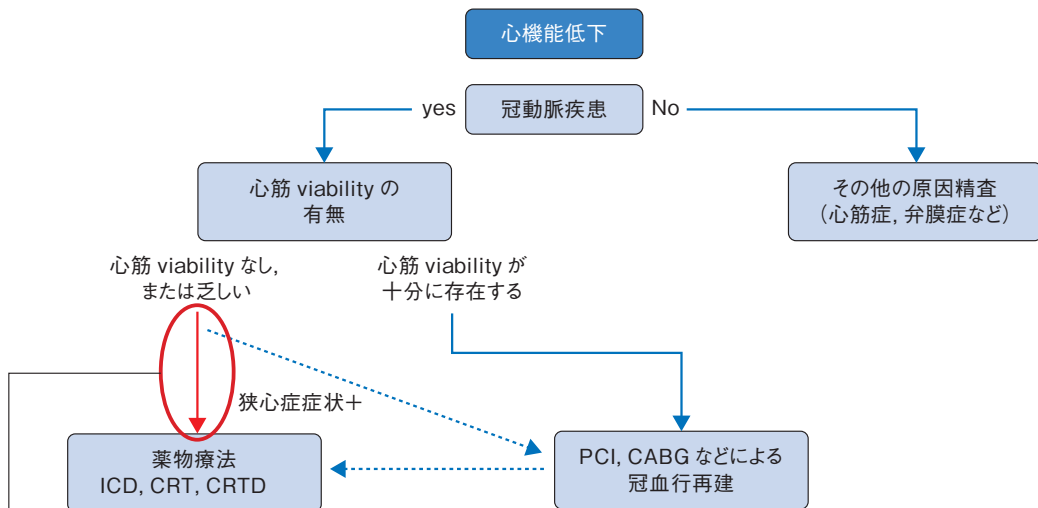 心機能低下
yes
冠動脈疾患
No
心筋 viability の
有無
その他の原因精査
(心筋症, 弁膜症など)
心筋 viability なし,
または乏しい
心筋 viability が
十分に存在する
狭心症症状+
薬物療法
ICD, CRT, CRTD
PCI, CABG などによる
冠血行再建